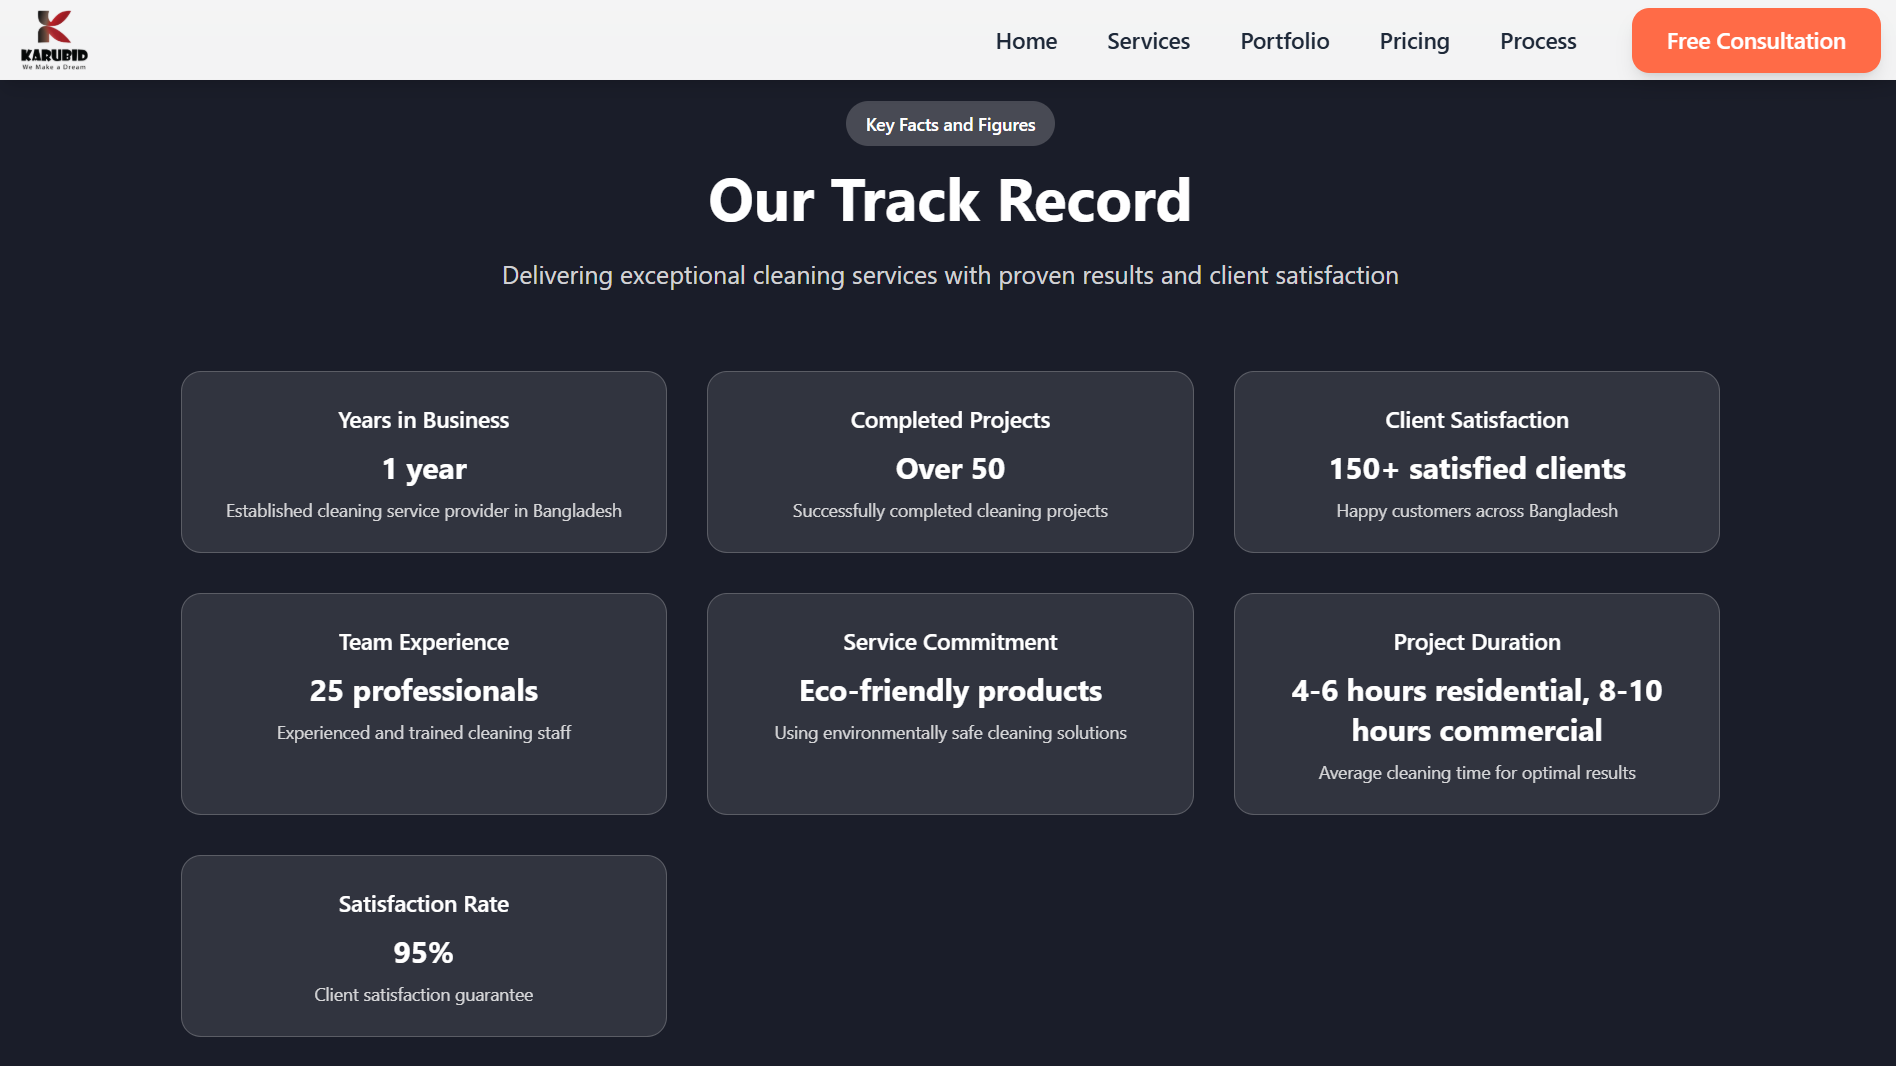 KARUBID
We Make a Dream
Home
Services
Portfolio
Pricing
Process
Free Consultation
Key Facts and Figures
Our Track Record
Delivering exceptional cleaning services with proven results and client satisfaction
Years in Business
1 year
Established cleaning service provider in Bangladesh
Completed Projects
Over 50
Successfully completed cleaning projects
Client Satisfaction
150+ satisfied clients
Happy customers across Bangladesh
Team Experience
25 professionals
Experienced and trained cleaning staff
Service Commitment
Eco-friendly products
Using environmentally safe cleaning solutions
Project Duration
4-6 hours residential, 8-10
hours commercial
Average cleaning time for optimal results
Satisfaction Rate
95%
Client satisfaction guarantee